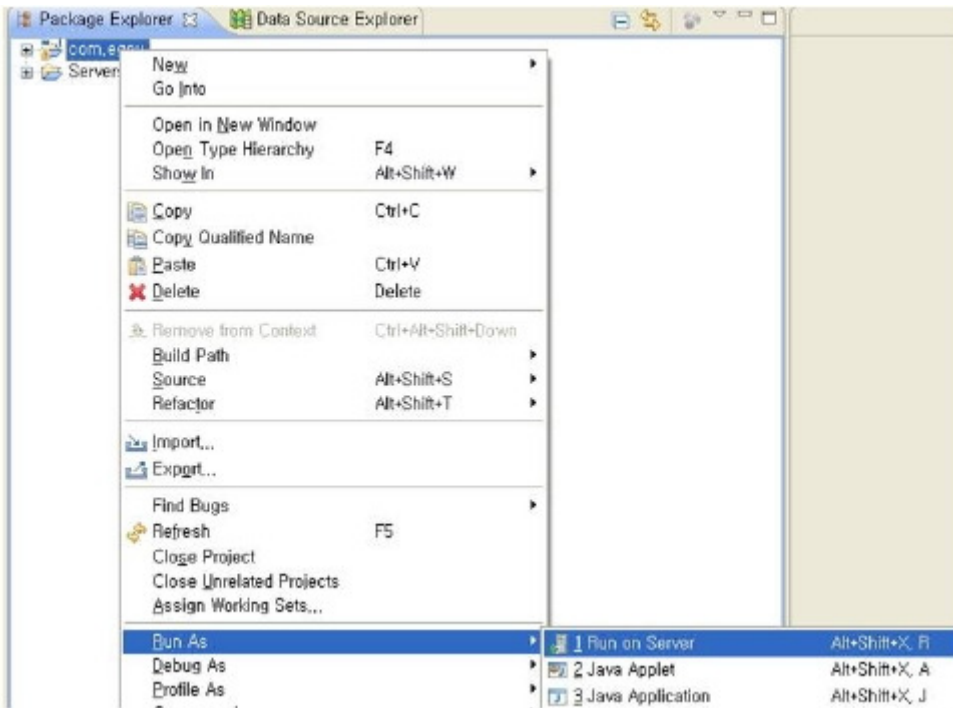 Package Explorer
Data Source Explorer
Servers
New
Go Into
Open in New Window
Open Type Hierarchy F4
Show In Alt+Shift+W
Copy Ctrl+C
Copy Qualified Name
Paste Ctrl+V
Delete Delete
Remove from Context Ctrl+Alt+Shift+Down
Build Path
Source Alt+Shift+S
Refactor Alt+Shift+T
Import...
Export...
Find Bugs
Refresh F5
Close Project
Close Unrelated Projects
Assign Working Sets...
Run As
1 Run on Server Alt+Shift+X, R
Debug As
2 Java Applet Alt+Shift+X, A
Profile As
3 Java Application Alt+Shift+X, J